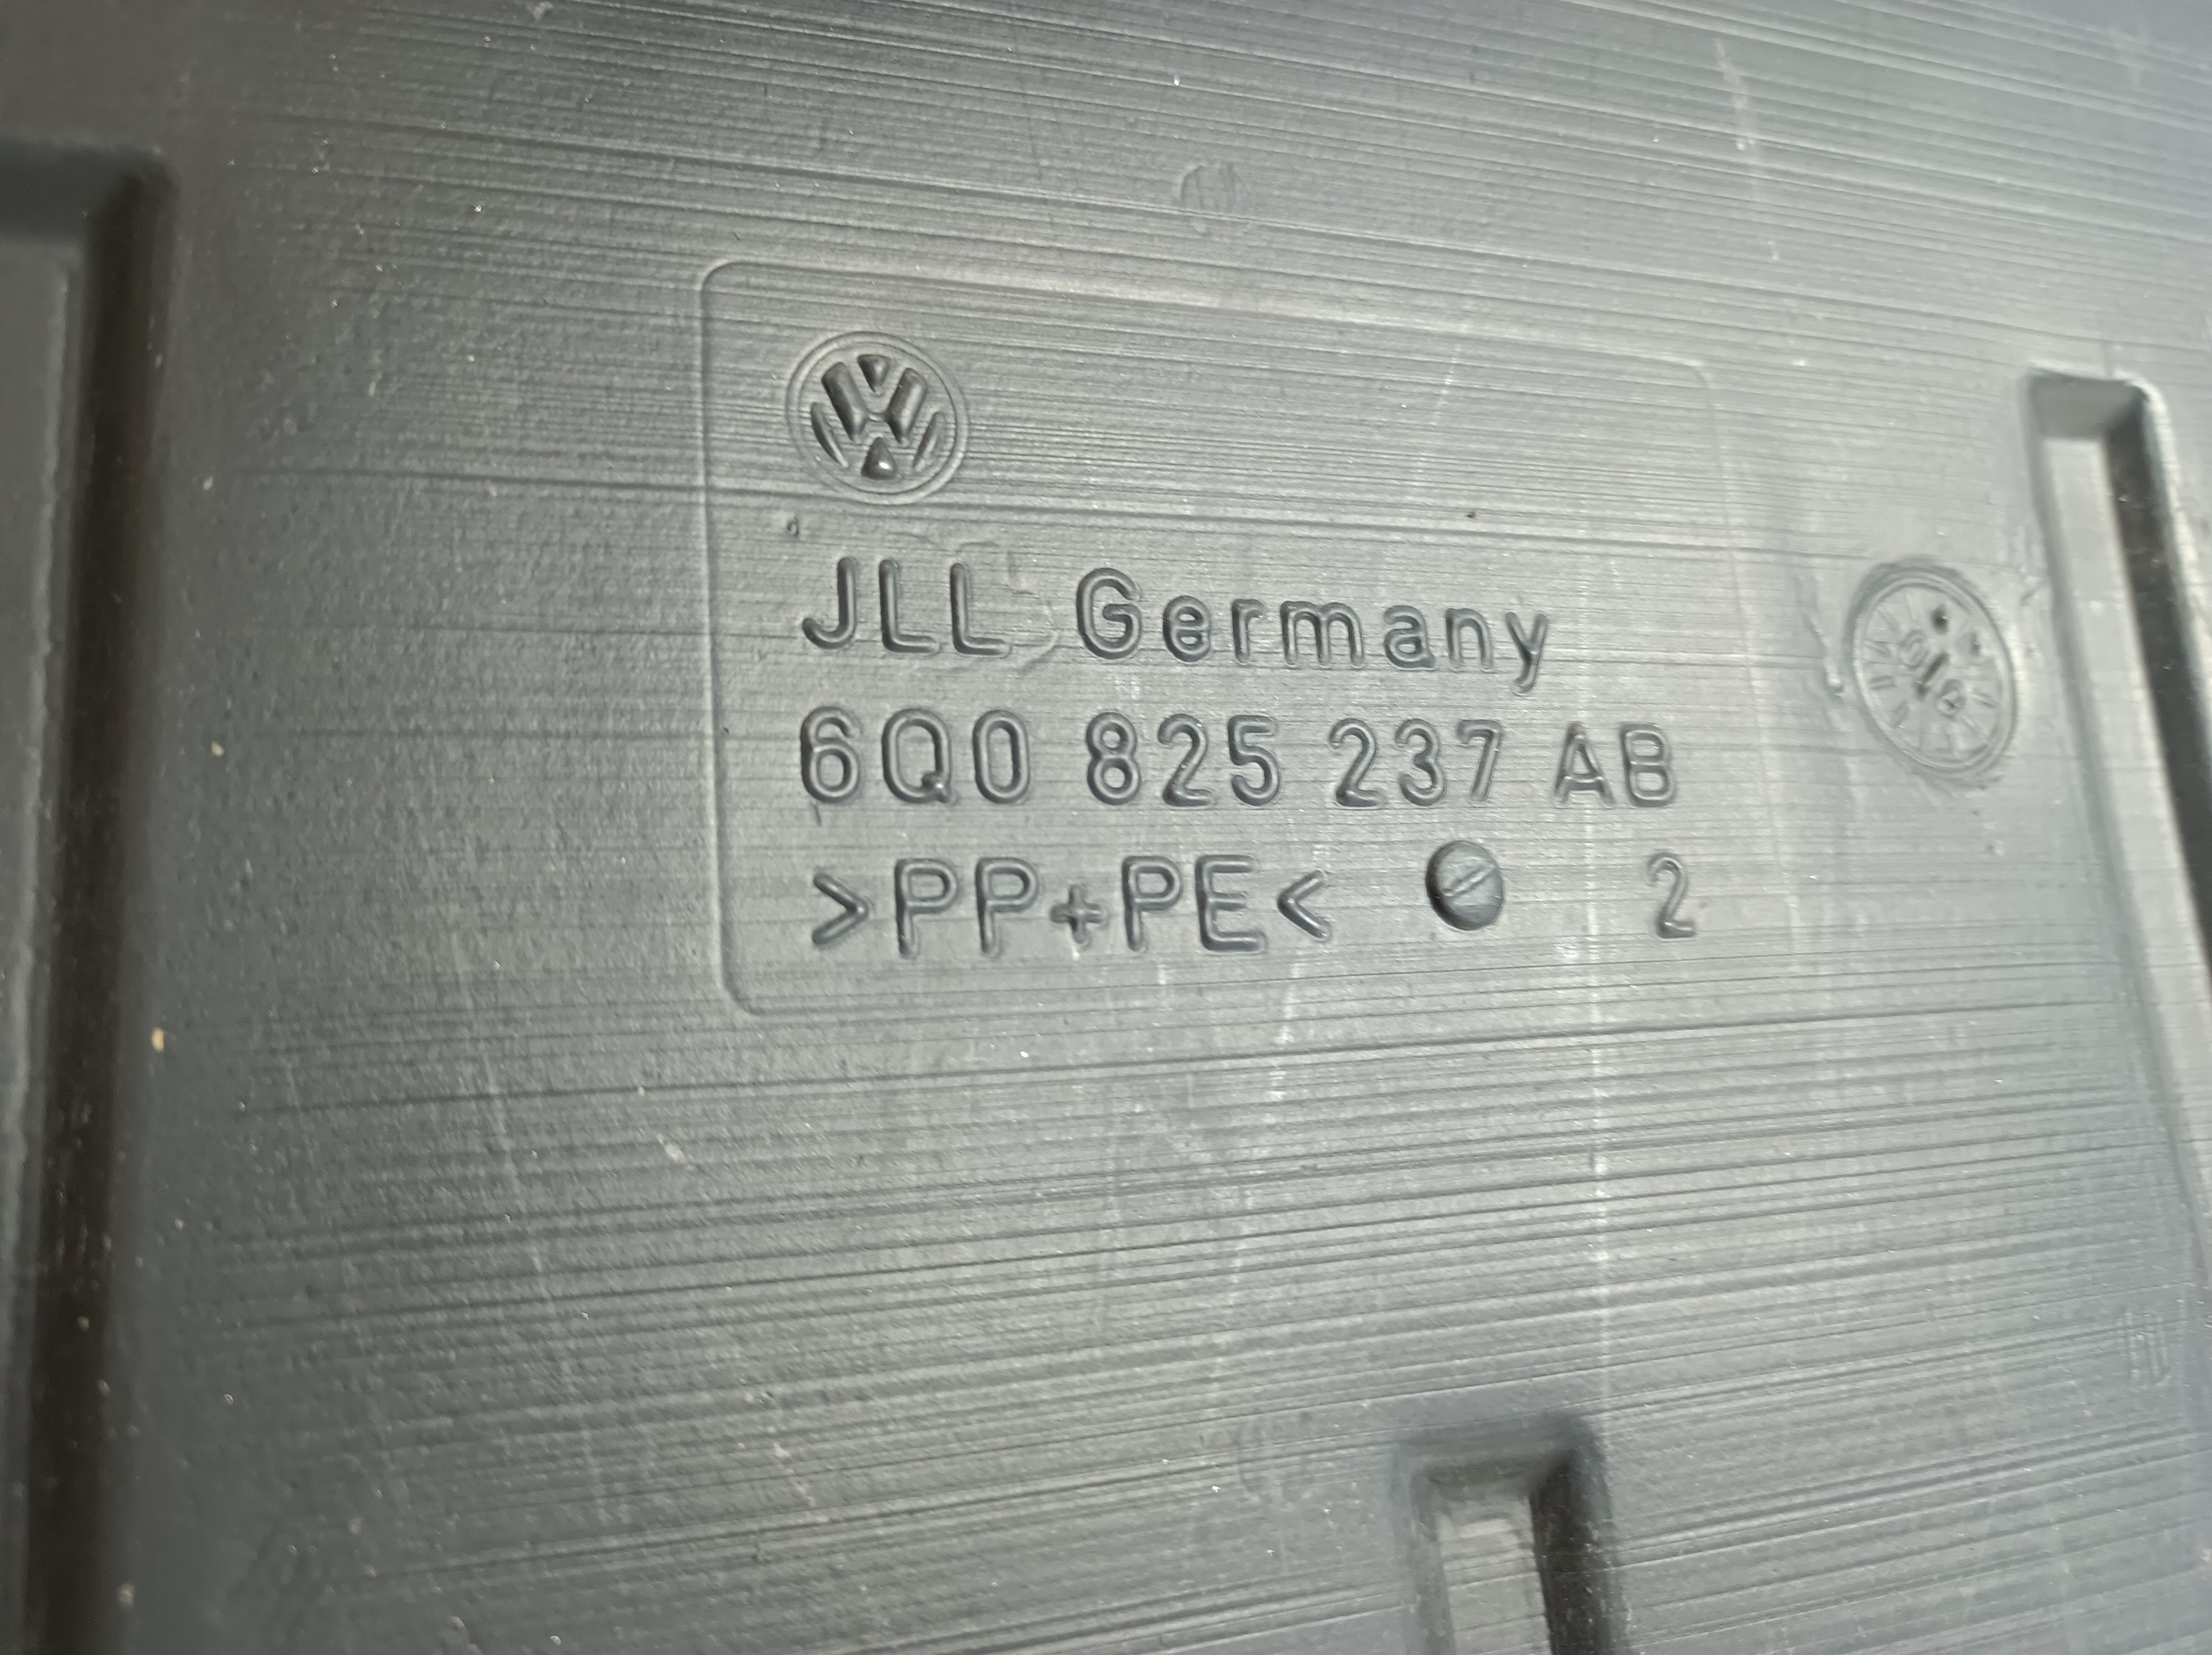 JLL Germany
6Q0 825 237 AB
>PP+PE< 2